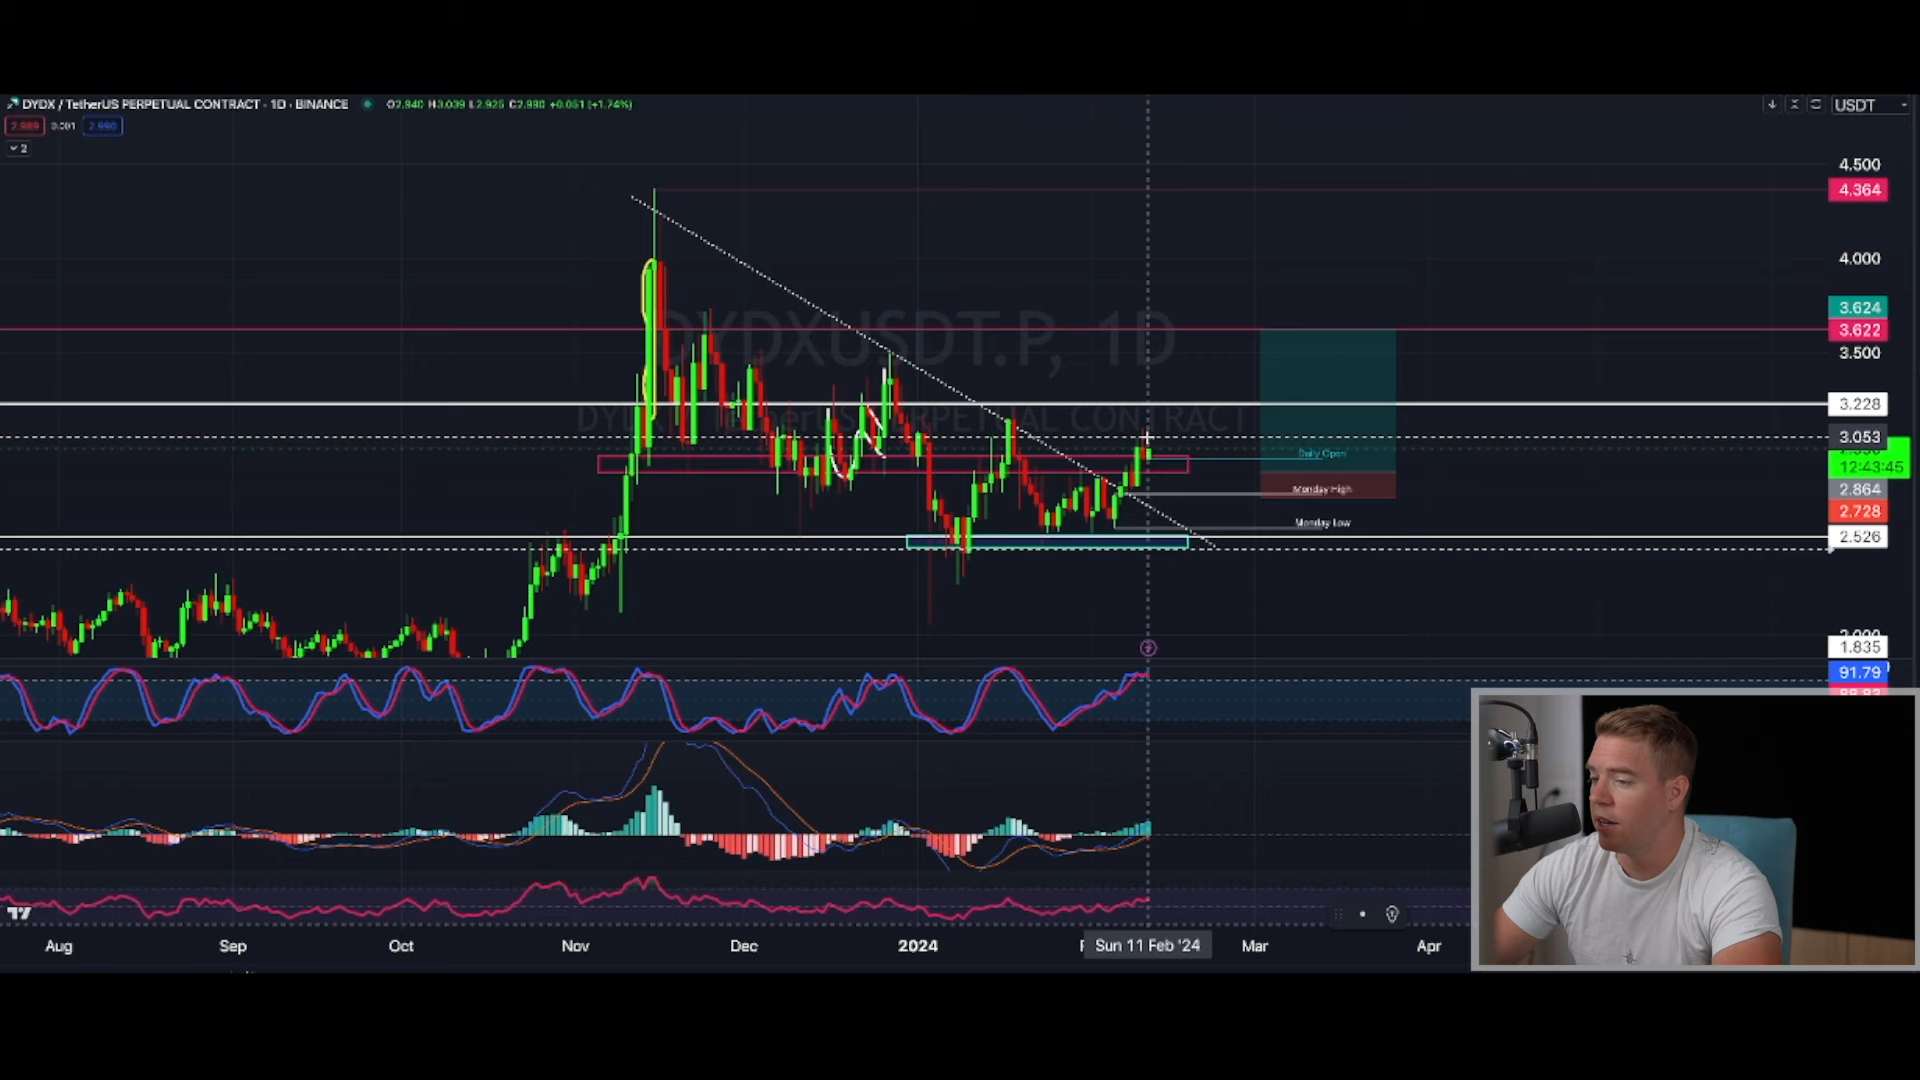 DYDX / TetherUS PERPETUAL CONTRACT · 1D · BINANCE O2.940 H3.039 L2.925 C2.990 +0.051 (+1.74%) USDT
2.989 0.001 2.990
2
4.500
4.364
4.000
3.624
DYDXUSDT.P, 1D
3.622
3.500
3.228
DYDX / TetherUS PERPETUAL CONTRACT
3.053
Daily Open
12:43:45
Monday High 2.864
2.728
Monday Low
2.526
1.835
91.79
Aug Sep Oct Nov Dec 2024 Sun 11 Feb '24 Mar Apr